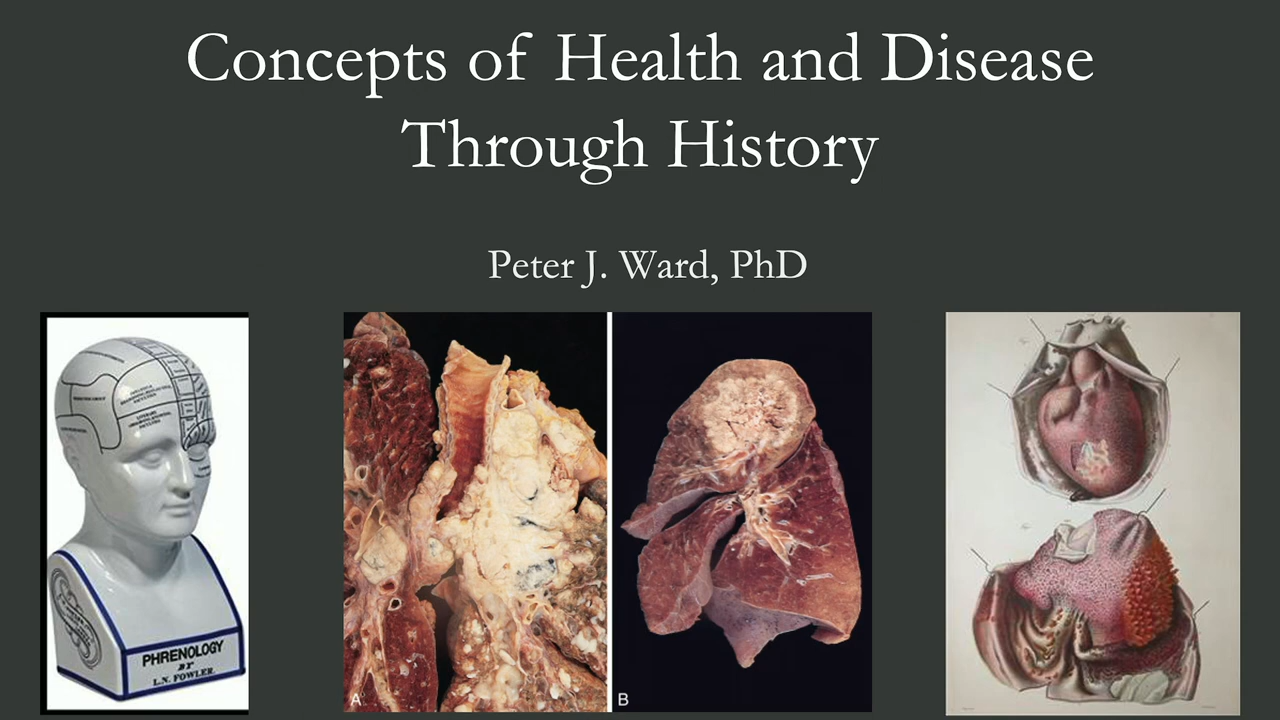 Concepts of Health and Disease
Through History
Peter J. Ward, PhD
PHRENOLOGY
BY
L.N. FOWLER.
A
B